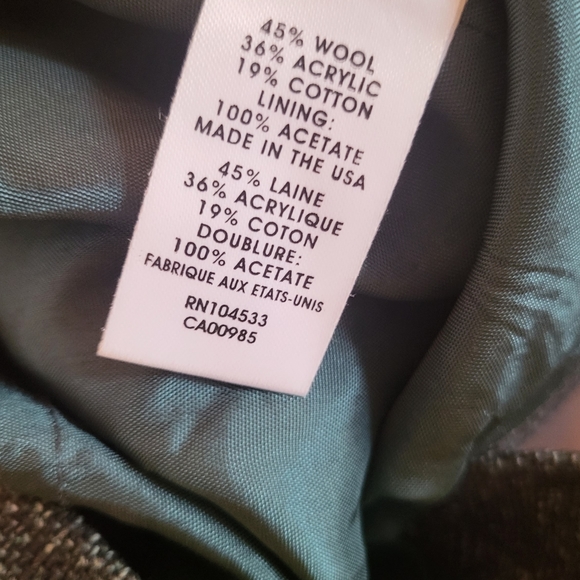 45% WOOL
36% ACRYLIC
19% COTTON
LINING:
100% ACETATE
MADE IN THE USA
45% LAINE
36% ACRYLIQUE
19% COTON
DOUBLURE:
100% ACETATE
FABRIQUE AUX ETATS-UNIS
RN104533
CA00985